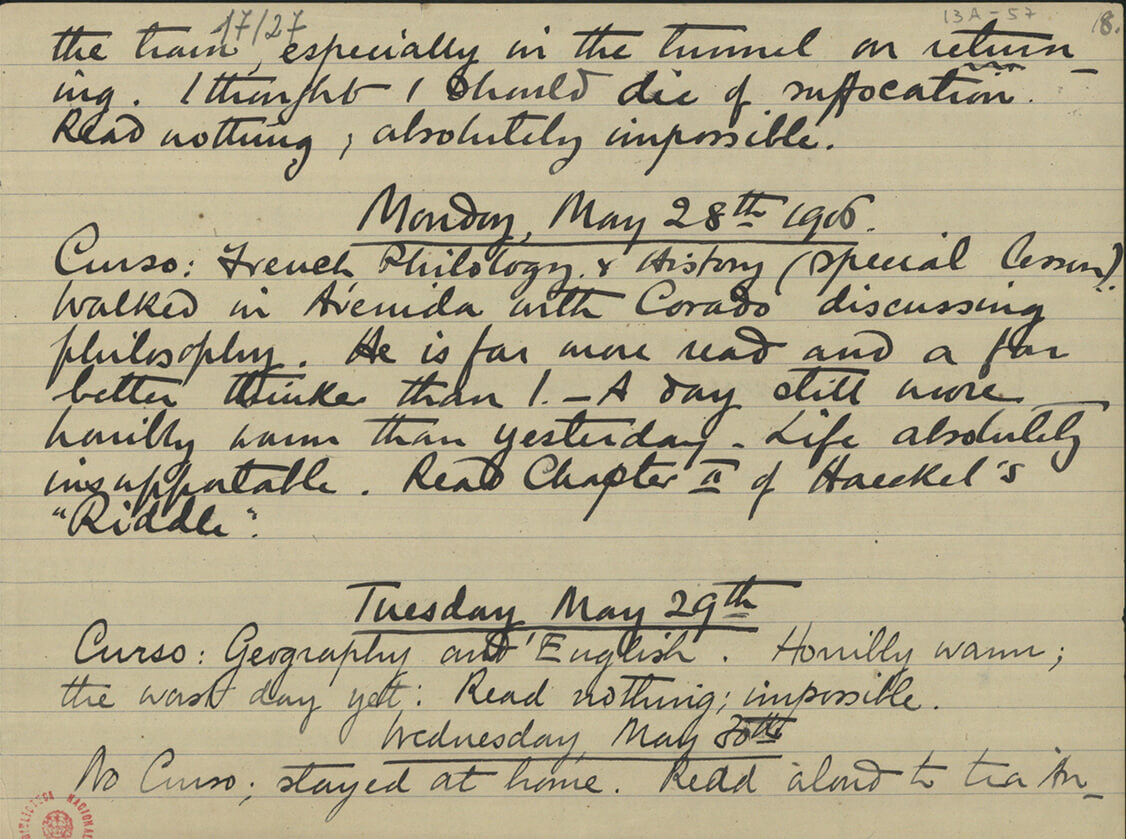 17/27
13A-57
8.
the train, especially in the tunnel on return-
ing. I thought I should die of suffocation.
Read nothing; absolutely impossible.
Monday, May 28th 1906.
Curso: French Philology & History (special lesson).
Walked in Avenida with Corado discussing
philosophy. He is far more read and a far
better thinker than I. — A day still more
horribly warm than yesterday. Life absolutely
insupportable. Read Chapter II of Haeckel's
"Riddle".
Tuesday May 29th
Curso: Geography and English. Horribly warm;
the worst day yet. Read nothing; impossible.
Wednesday, May 30th
No Curso; stayed at home. Read aloud to tia An-
BIBLIOTECA NACIONAL